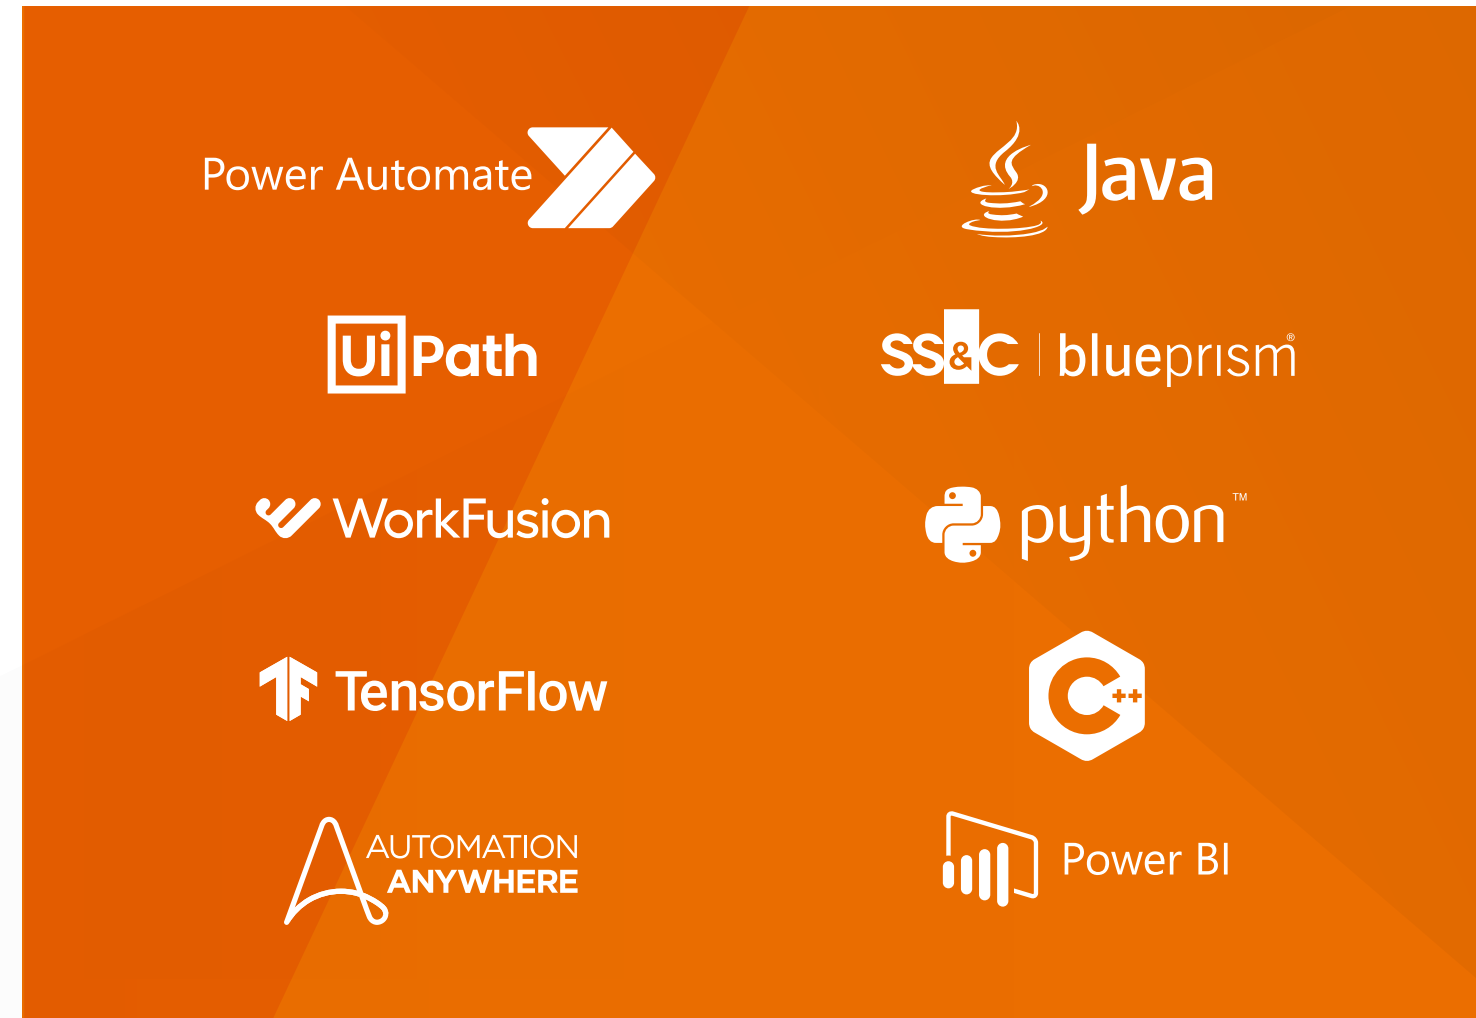 Power Automate
Java
UiPath
SS&C | blueprism®
WorkFusion
python™
TensorFlow
C++
AUTOMATION
ANYWHERE
Power BI